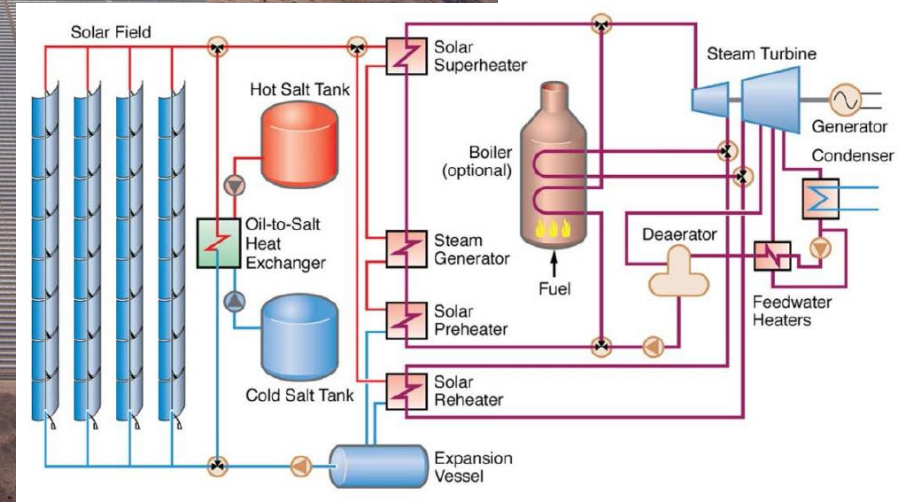 Solar Field
Hot Salt Tank
Oil-to-Salt
Heat
Exchanger
Cold Salt Tank
Solar
Superheater
Steam
Generator
Solar
Preheater
Solar
Reheater
Expansion
Vessel
Boiler
(optional)
Fuel
Steam Turbine
Generator
Condenser
Deaerator
Feedwater
Heaters